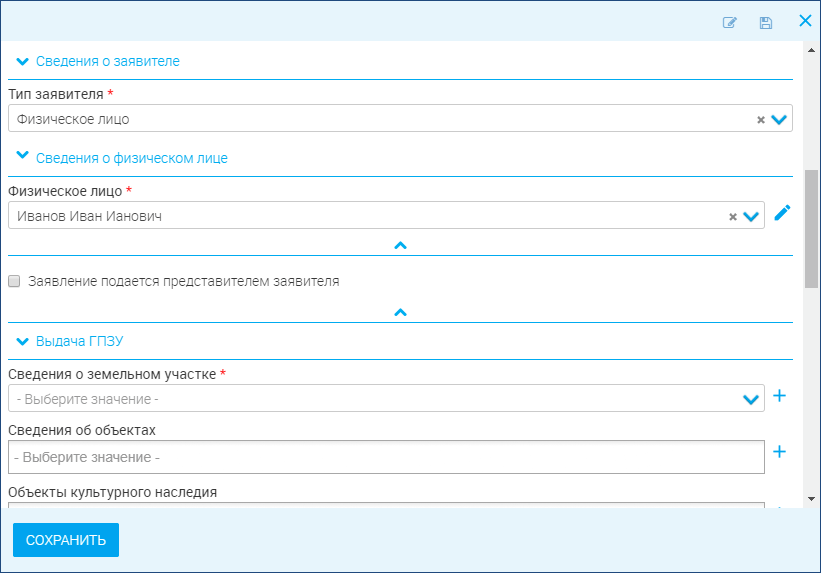 Сведения о заявителе
Тип заявителя *
Физическое лицо
Сведения о физическом лице
Физическое лицо *
Иванов Иван Ианович
Заявление подается представителем заявителя
Выдача ГПЗУ
Сведения о земельном участке *
- Выберите значение -
Сведения об объектах
- Выберите значение -
Объекты культурного наследия
СОХРАНИТЬ